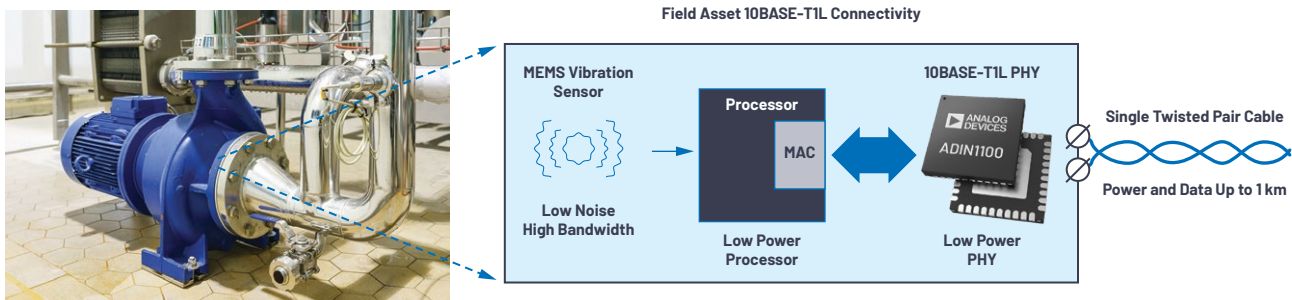 Field Asset 10BASE-T1L Connectivity
MEMS Vibration
Sensor
Low Noise
High Bandwidth
Processor
MAC
Low Power
Processor
10BASE-T1L PHY
ANALOG
DEVICES
ADIN1100
Low Power
PHY
Single Twisted Pair Cable
Power and Data Up to 1 km